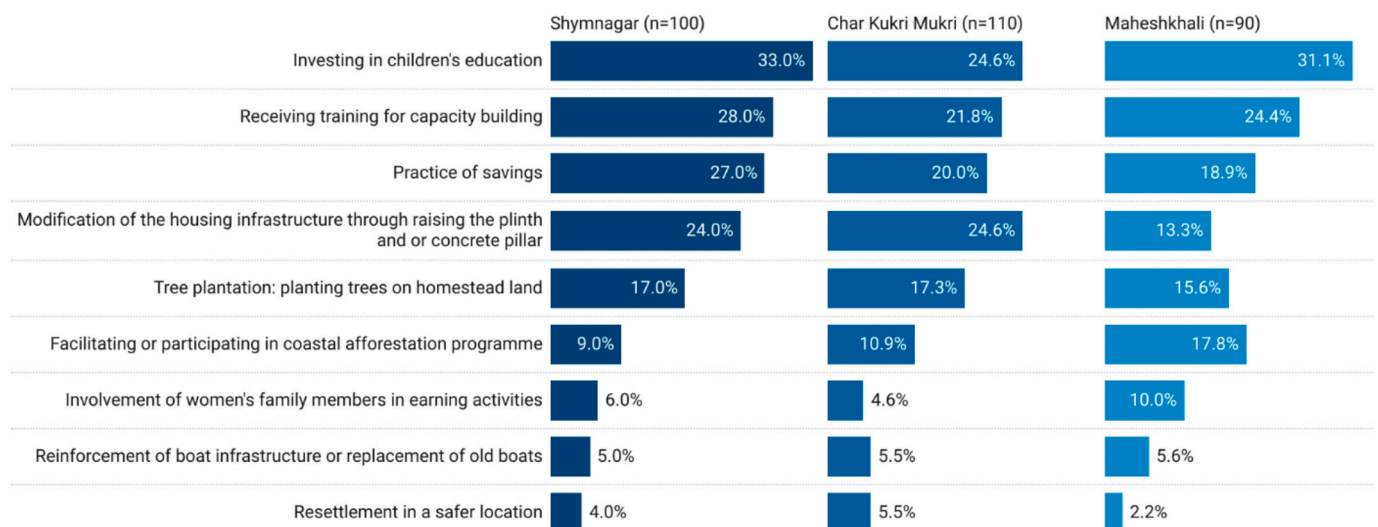 Shymnagar (n=100) Char Kukri Mukri (n=110) Maheshkhali (n=90)
Investing in children's education 33.0% 24.6% 31.1%
Receiving training for capacity building 28.0% 21.8% 24.4%
Practice of savings 27.0% 20.0% 18.9%
Modification of the housing infrastructure through raising the plinth
and or concrete pillar 24.0% 24.6% 13.3%
Tree plantation: planting trees on homestead land 17.0% 17.3% 15.6%
Facilitating or participating in coastal afforestation programme 9.0% 10.9% 17.8%
Involvement of women's family members in earning activities 6.0% 4.6% 10.0%
Reinforcement of boat infrastructure or replacement of old boats 5.0% 5.5% 5.6%
Resettlement in a safer location 4.0% 5.5% 2.2%